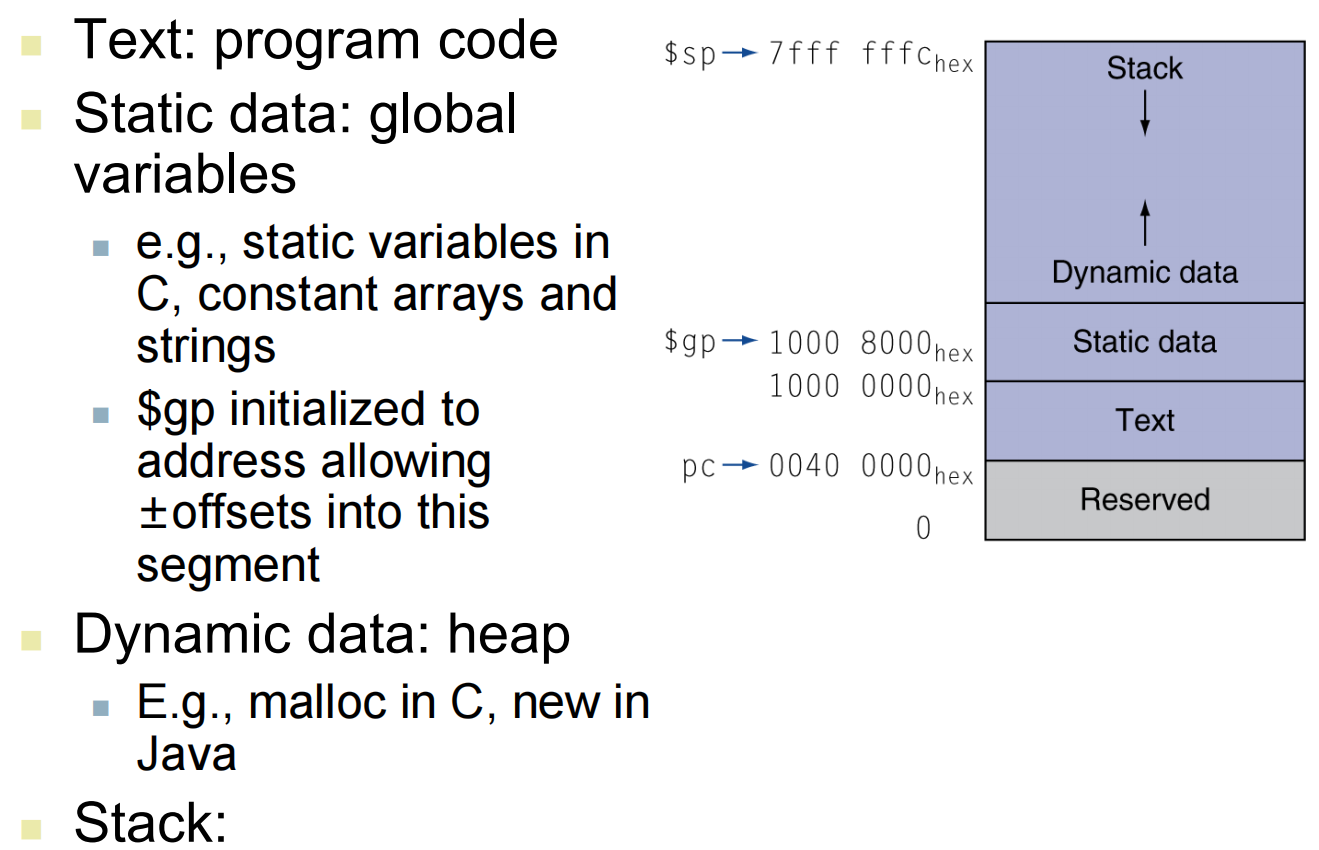 Text: program code
Static data: global
variables
e.g., static variables in
C, constant arrays and
strings
$gp initialized to
address allowing
±offsets into this
segment
Dynamic data: heap
E.g., malloc in C, new in
Java
Stack:
$sp → 7fff fffc hex
Stack
Dynamic data
$gp → 1000 8000 hex
Static data
1000 0000 hex
Text
pc → 0040 0000 hex
Reserved
0